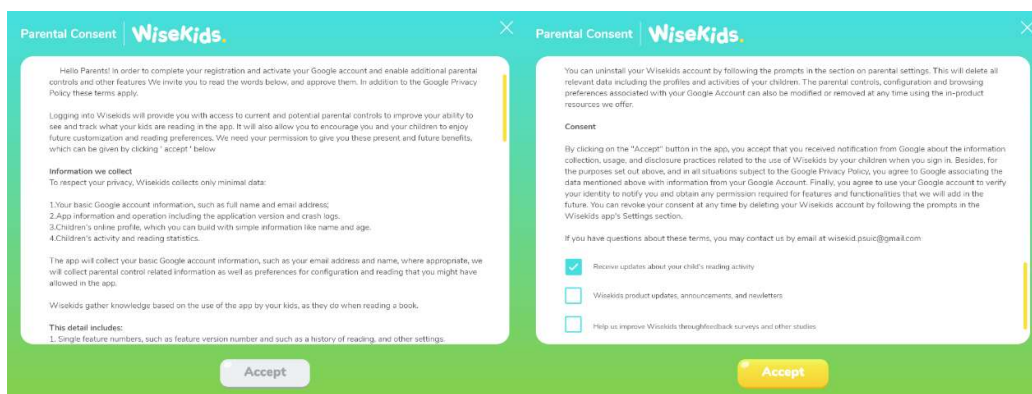 Parental Consent
WiseKids.
Hello Parents! In order to complete your registration and activate your Google account and enable additional parental
controls and other features We invite you to read the words below, and approve them. In addition to the Google Privacy
Policy these terms apply.
Logging into Wisekids will provide you with access to current and potential parental controls to improve your ability to
see and track what your kids are reading in the app. It will also allow you to encourage you and your children to enjoy
future customization and reading preferences. We need your permission to give you these present and future benefits,
which can be given by clicking ' accept ' below
Information we collect
To respect your privacy, Wisekids collects only minimal data:
1.Your basic Google account information, such as full name and email address;
2.App information and operation including the application version and crash logs.
3.Children's online profile, which you can build with simple information like name and age.
4.Children's activity and reading statistics.
The app will collect your basic Google account information, such as your email address and name, where appropriate, we
will collect parental control related information as well as preferences for configuration and reading that you might have
allowed in the app.
Wisekids gather knowledge based on the use of the app by your kids, as they do when reading a book.
This detail includes:
1. Single feature numbers, such as feature version number and such as a history of reading, and other settings.
Accept
Parental Consent
WiseKids.
You can uninstall your Wisekids account by following the prompts in the section on parental settings. This will delete all
relevant data including the profiles and activities of your children. The parental controls, configuration and browsing
preferences associated with your Google Account can also be modified or removed at any time using the in-product
resources we offer.
Consent
By clicking on the "Accept" button in the app, you accept that you received notification from Google about the information
collection, usage, and disclosure practices related to the use of Wisekids by your children when you sign in. Besides, for
the purposes set out above, and in all situations subject to the Google Privacy Policy, you agree to Google associating the
data mentioned above with information from your Google Account. Finally, you agree to use your Google account to verify
your identity to notify you and obtain any permission required for features and functionalities that we will add in the
future. You can revoke your consent at any time by deleting your Wisekids account by following the prompts in the
Wisekids app's Settings section.
If you have questions about these terms, you may contact us by email at wisekid.psuic@gmail.com
Receive updates about your child's reading activity
Wisekids product updates, announcements, and newletters
Help us improve Wisekids throughfeedback surveys and other studies
Accept